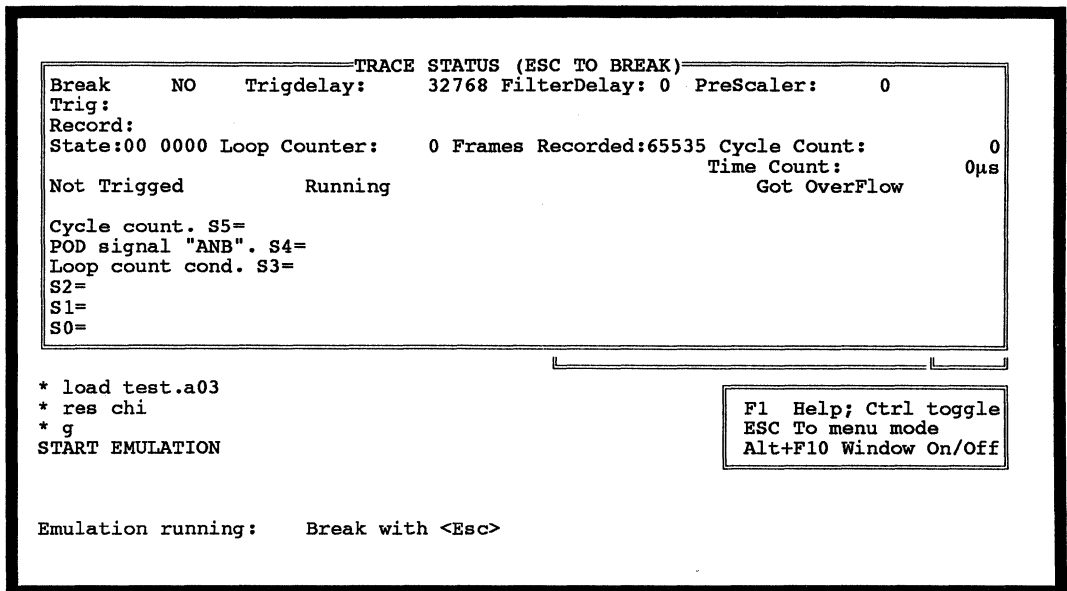 TRACE STATUS (ESC TO BREAK)
Break NO Trigdelay: 32768 FilterDelay: 0 PreScaler: 0
Trig:
Record:
State:00 0000 Loop Counter: 0 Frames Recorded:65535 Cycle Count: 0
Time Count: 0µs
Not Trigged Running Got OverFlow
Cycle count. S5=
POD signal "ANB". S4=
Loop count cond. S3=
S2=
S1=
S0=
* load test.a03
* res chi
* g
START EMULATION
F1 Help; Ctrl toggle
ESC To menu mode
Alt+F10 Window On/Off
Emulation running: Break with <Esc>